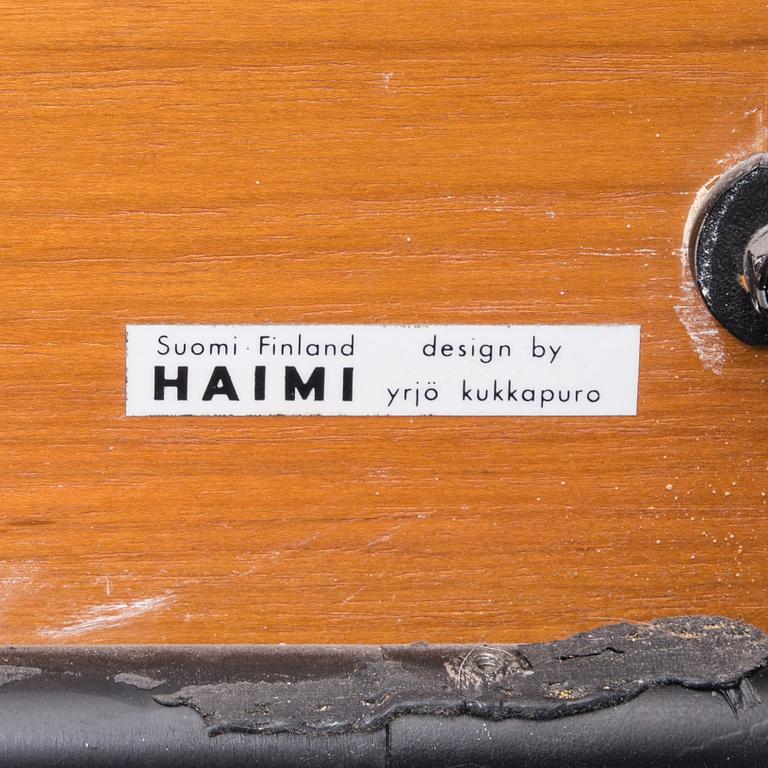 Suomi · Finland
HAIMI
design by
yrjö kukkapuro